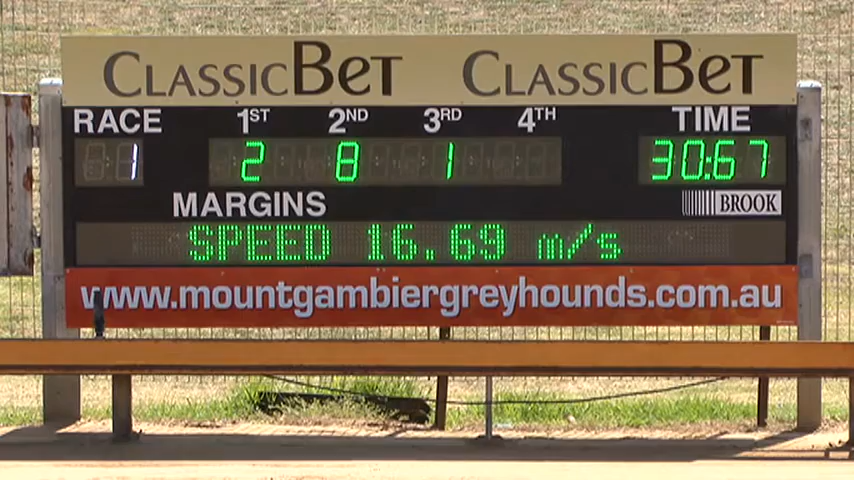 CLASSICBET CLASSICBET
RACE 1ST 2ND 3RD 4TH TIME
1 2 8 1 30:67
MARGINS BROOK
SPEED 16.69 m/s
www.mountgambiergreyhounds.com.au